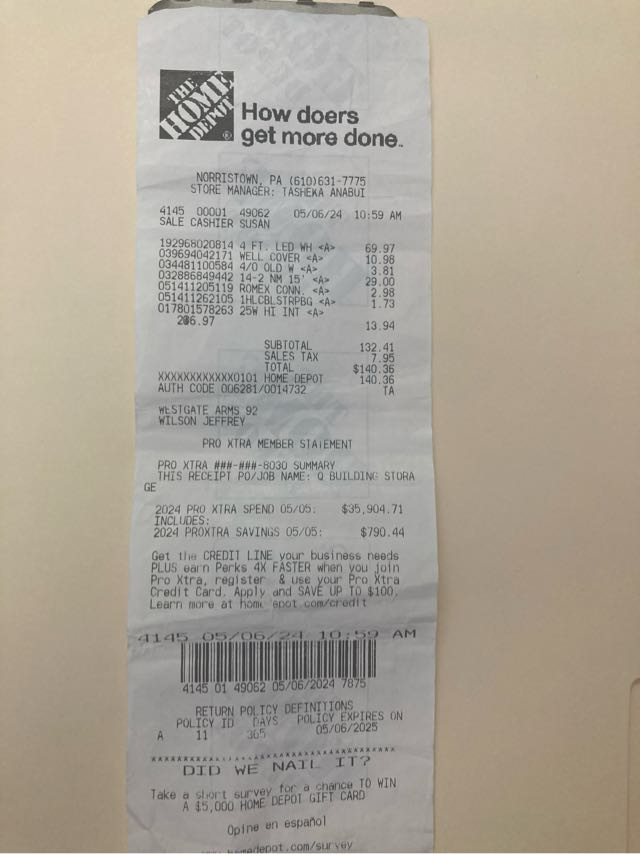 THE
HOME
DEPOT
How doers
get more done.
NORRISTOWN, PA (610)631-7775
STORE MANAGER: TASHEKA ANABUI
4145 00001 49062 05/06/24 10:59 AM
SALE CASHIER SUSAN
192968020814 4 FT. LED WH <A> 69.97
039694042171 WELL COVER <A> 10.98
034481100584 4/0 OLD W <A> 3.81
032886849442 14-2 NM 15' <A> 29.00
051411205119 ROMEX CONN. <A> 2.98
051411262105 1HLCBLSTRPBG <A> 1.73
017801578263 25W HI INT <A>
2@6.97 13.94
SUBTOTAL 132.41
SALES TAX 7.95
TOTAL $140.36
XXXXXXXXXXXX0101 HOME DEPOT 140.36
AUTH CODE 006281/0014732 TA
WESTGATE ARMS 92
WILSON JEFFREY
PRO XTRA MEMBER STATEMENT
PRO XTRA ###-###-8030 SUMMARY
THIS RECEIPT PO/JOB NAME: Q BUILDING STORA
GE
2024 PRO XTRA SPEND 05/05: $35,904.71
INCLUDES:
2024 PROXTRA SAVINGS 05/05: $790.44
Get the CREDIT LINE your business needs
PLUS earn Perks 4X FASTER when you join
Pro Xtra, register & use your Pro Xtra
Credit Card. Apply and SAVE UP TO $100.
Learn more at homedepot.com/credit
4145 05/06/24 10:59 AM
4145 01 49062 05/06/2024 7875
RETURN POLICY DEFINITIONS
POLICY ID DAYS POLICY EXPIRES ON
A 11 365 05/06/2025
DID WE NAIL IT?
Take a short survey for a chance TO WIN
A $5,000 HOME DEPOT GIFT CARD
Opine en español
homedepot.com/survey